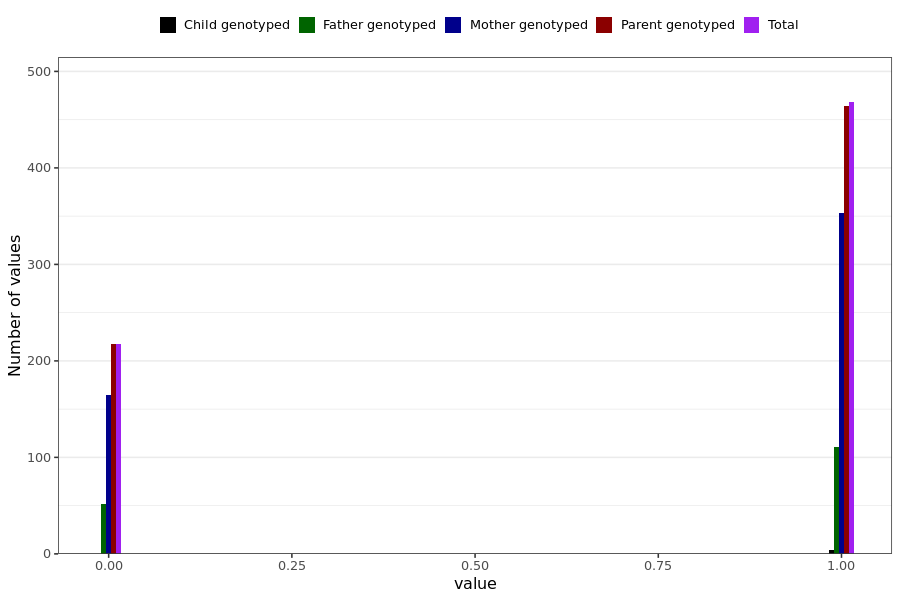 Child genotyped Father genotyped Mother genotyped Parent genotyped Total
500
400
300
200
100
0
Number of values
0.00 0.25 0.50 0.75 1.00
value